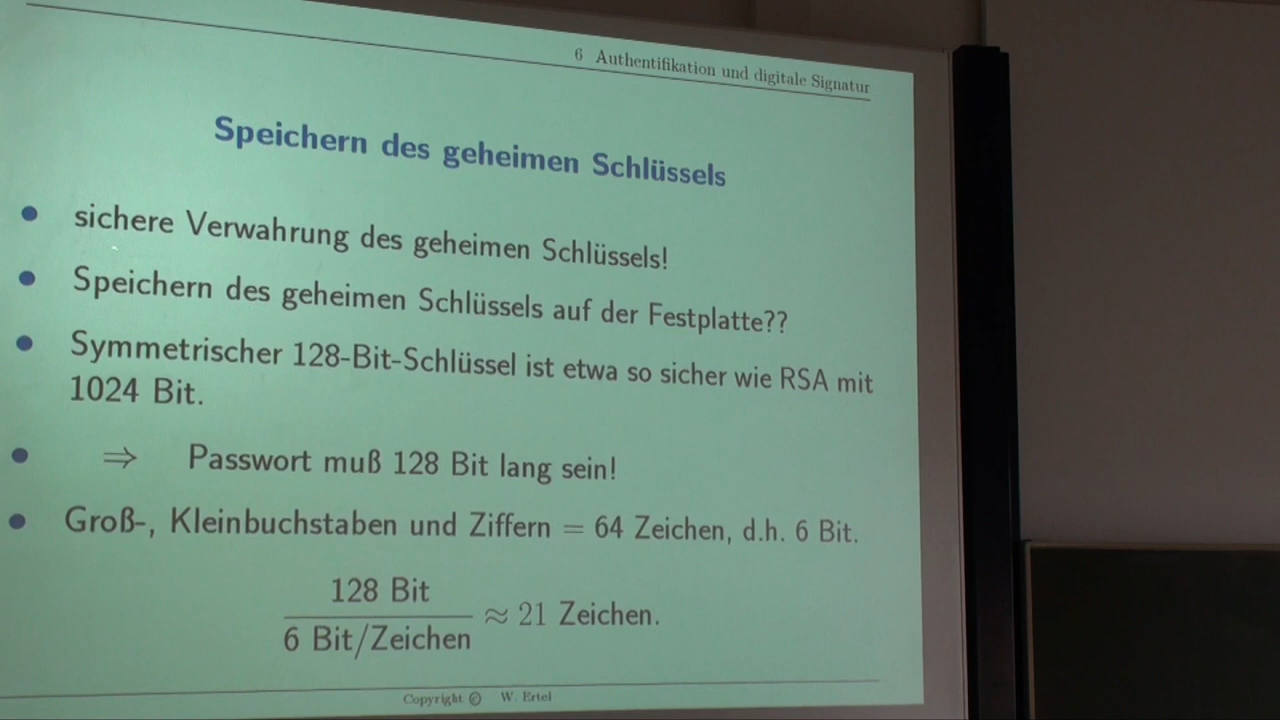 6 Authentifikation und digitale Signatur
Speichern des geheimen Schlüssels
• sichere Verwahrung des geheimen Schlüssels!
• Speichern des geheimen Schlüssels auf der Festplatte??
• Symmetrischer 128-Bit-Schlüssel ist etwa so sicher wie RSA mit
1024 Bit.
• ⇒ Passwort muß 128 Bit lang sein!
• Groß-, Kleinbuchstaben und Ziffern = 64 Zeichen, d.h. 6 Bit.
128 Bit
6 Bit/Zeichen ≈ 21 Zeichen.
Copyright © W. Ertel